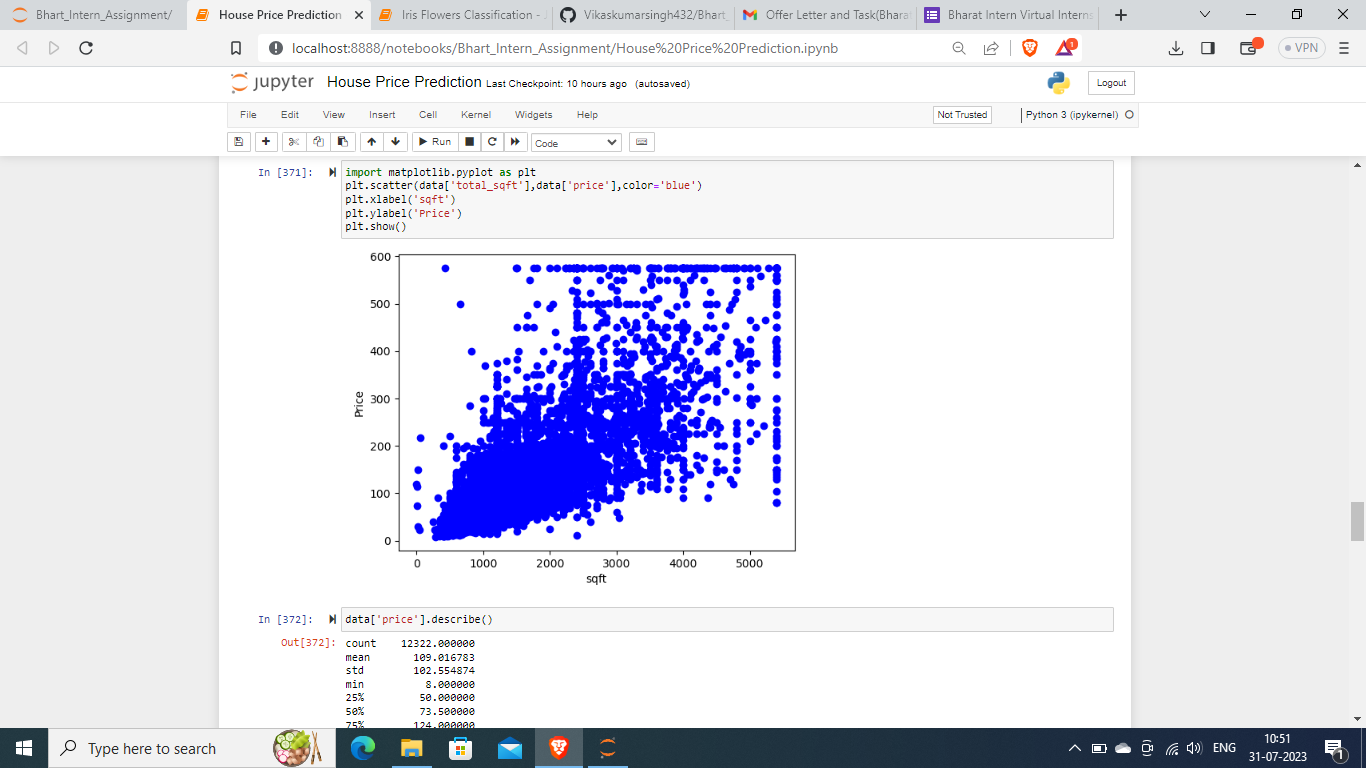 Bhart_Intern_Assignment/
House Price Prediction
Iris Flowers Classification -
Vikaskumarsingh432/Bhart_
Offer Letter and Task(Bhara
Bharat Intern Virtual Interns
localhost:8888/notebooks/Bhart_Intern_Assignment/House%20Price%20Prediction.ipynb
1
VPN
jupyter House Price Prediction Last Checkpoint: 10 hours ago (autosaved)
Logout
File Edit View Insert Cell Kernel Widgets Help
Not Trusted
Python 3 (ipykernel)
Run
Code
In [371]:
import matplotlib.pyplot as plt
plt.scatter(data['total_sqft'],data['price'],color='blue')
plt.xlabel('sqft')
plt.ylabel('Price')
plt.show()
600
500
400
300
200
100
0
Price
0 1000 2000 3000 4000 5000
sqft
In [372]:
data['price'].describe()
Out[372]:
count 12322.000000
mean 109.016783
std 102.554874
min 8.000000
25% 50.000000
50% 73.500000
75% 124.000000
Type here to search
ENG
10:51
31-07-2023
1